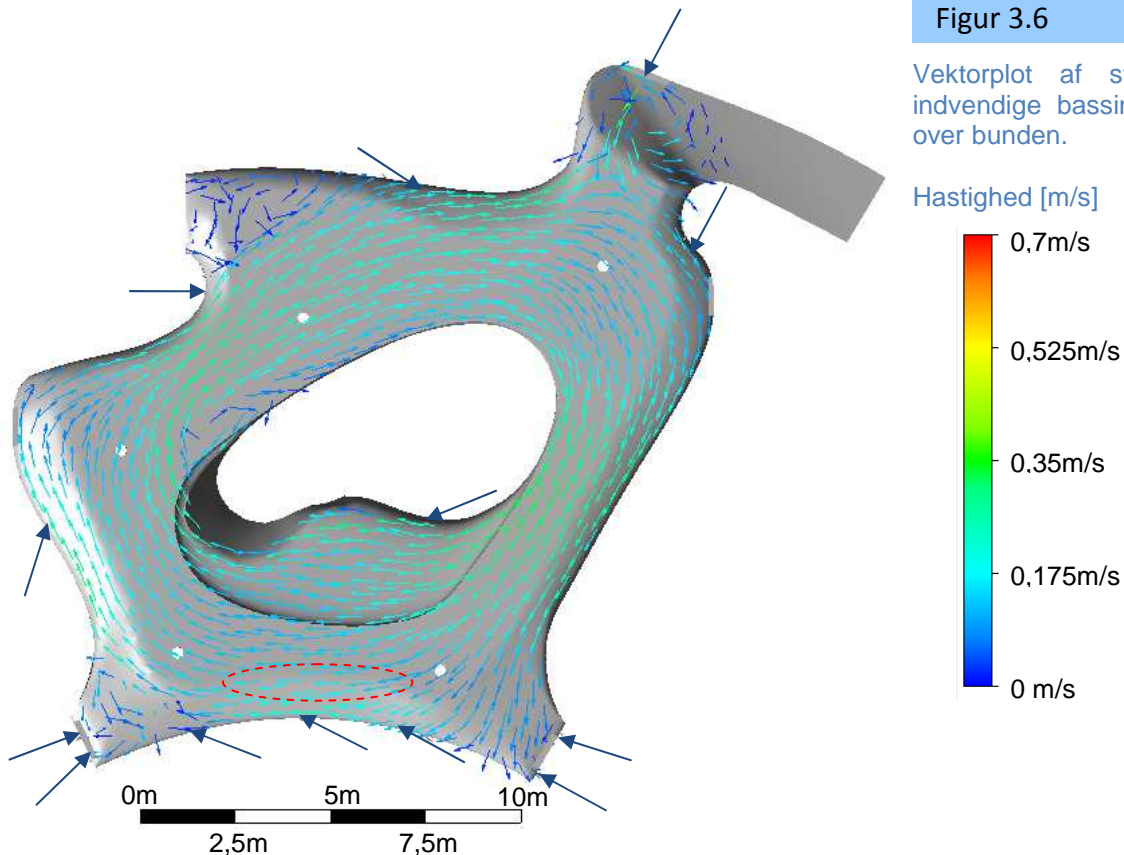 Figur 3.6
Vektorplot af
indvendige
over bunden.
Hastighed [m/s]
0,7m/s
0,525m/s
0.35m/s
0,175m/s
0 m/s
0m 5m 10m
2,5m 7,5m